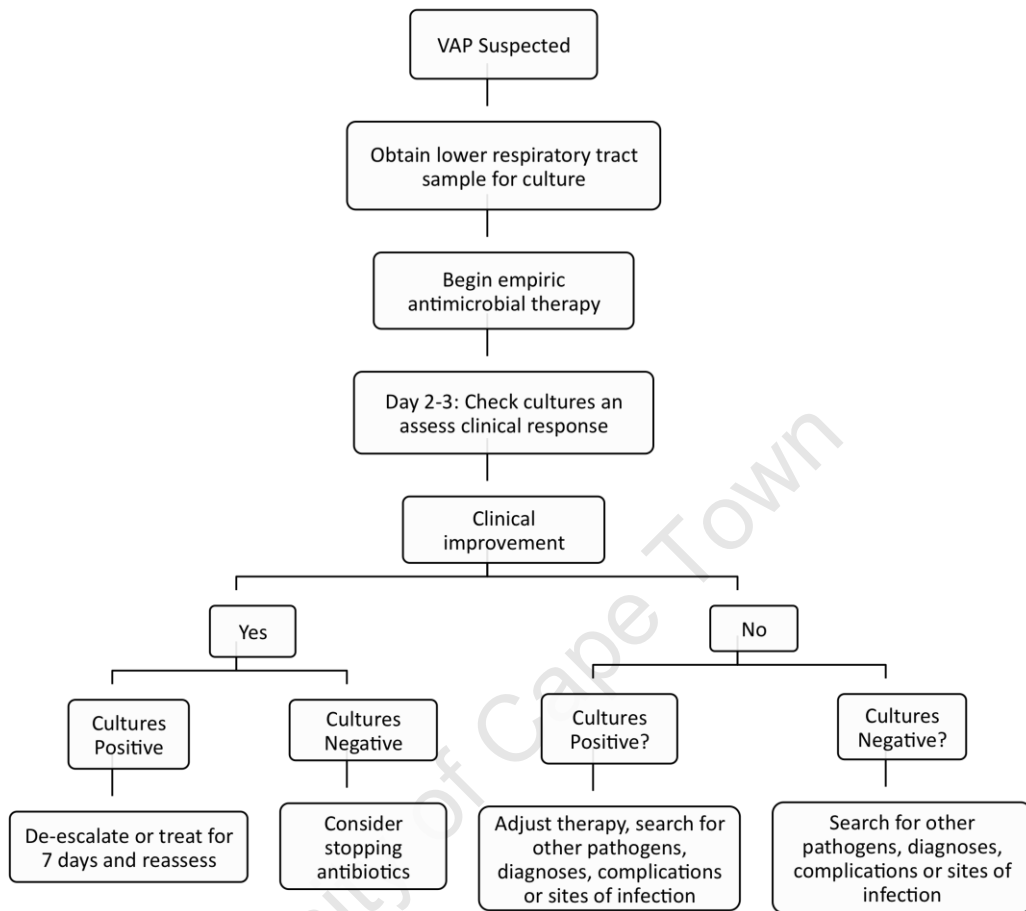 VAP Suspected
Obtain lower respiratory tract
sample for culture
Begin empiric
antimicrobial therapy
Day 2-3: Check cultures an
assess clinical response
Clinical
improvement
Yes
No
Cultures
Positive
Cultures
Negative
Cultures
Positive?
Cultures
Negative?
De-escalate or treat for
7 days and reassess
Consider
stopping
antibiotics
Adjust therapy, search for
other pathogens,
diagnoses, complications
or sites of infection
Search for other
pathogens, diagnoses,
complications or sites of
infection
of Cape Town